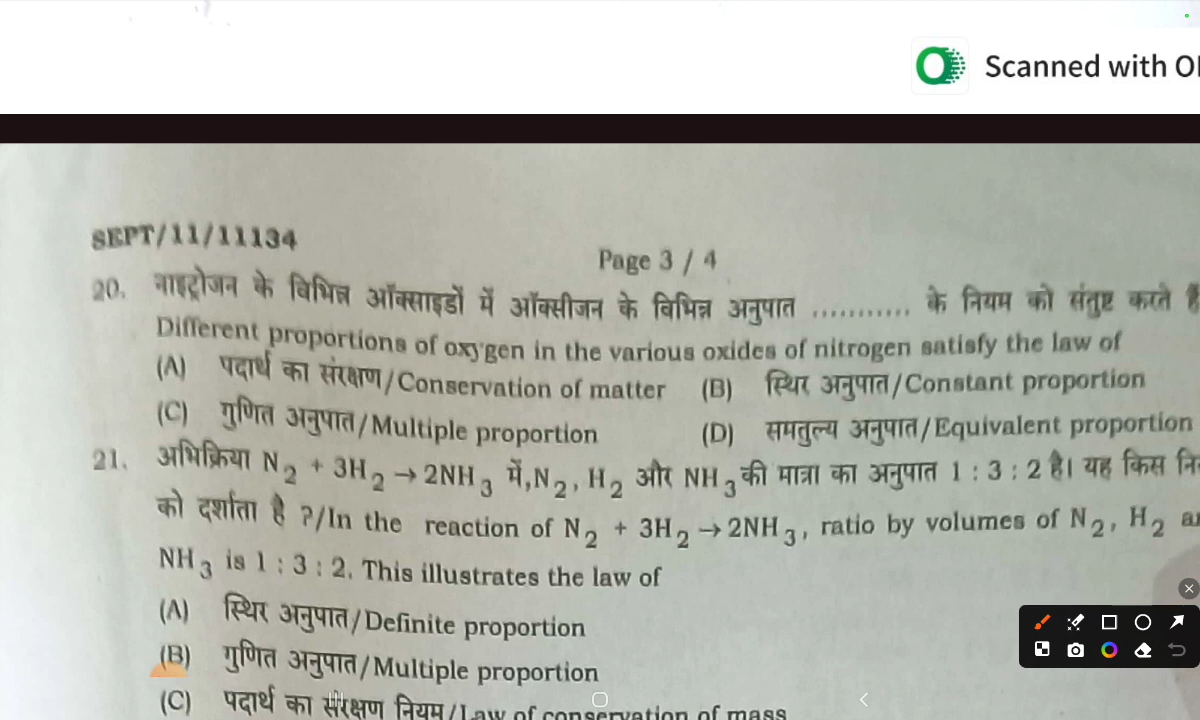 Scanned with
SEPT/11/11134
Page 3 / 4
20. नाइट्रोजन के विभिन्न ऑक्साइडों में ऑक्सीजन के विभिन्न अनुपात ........... के नियम को संतुष्ट करते हैं
Different proportions of oxygen in the various oxides of nitrogen satisfy the law of
(A) पदार्थ का संरक्षण/Conservation of matter (B) स्थिर अनुपात/Constant proportion
(C) गुणित अनुपात/Multiple proportion (D) समतुल्य अनुपात/Equivalent proportion
21. अभिक्रिया N₂ + 3H₂ → 2NH₃ में, N₂, H₂ और NH₃ की मात्रा का अनुपात 1 : 3 : 2 है। यह किस
को दर्शाता है ?/In the reaction of N₂ + 3H₂ → 2NH₃, ratio by volumes of N₂, H₂
NH₃ is 1 : 3 : 2. This illustrates the law of
(A) स्थिर अनुपात/Definite proportion
(B) गुणित अनुपात/Multiple proportion
(C) पदार्थ का संरक्षण नियम/Law of conservation of mass